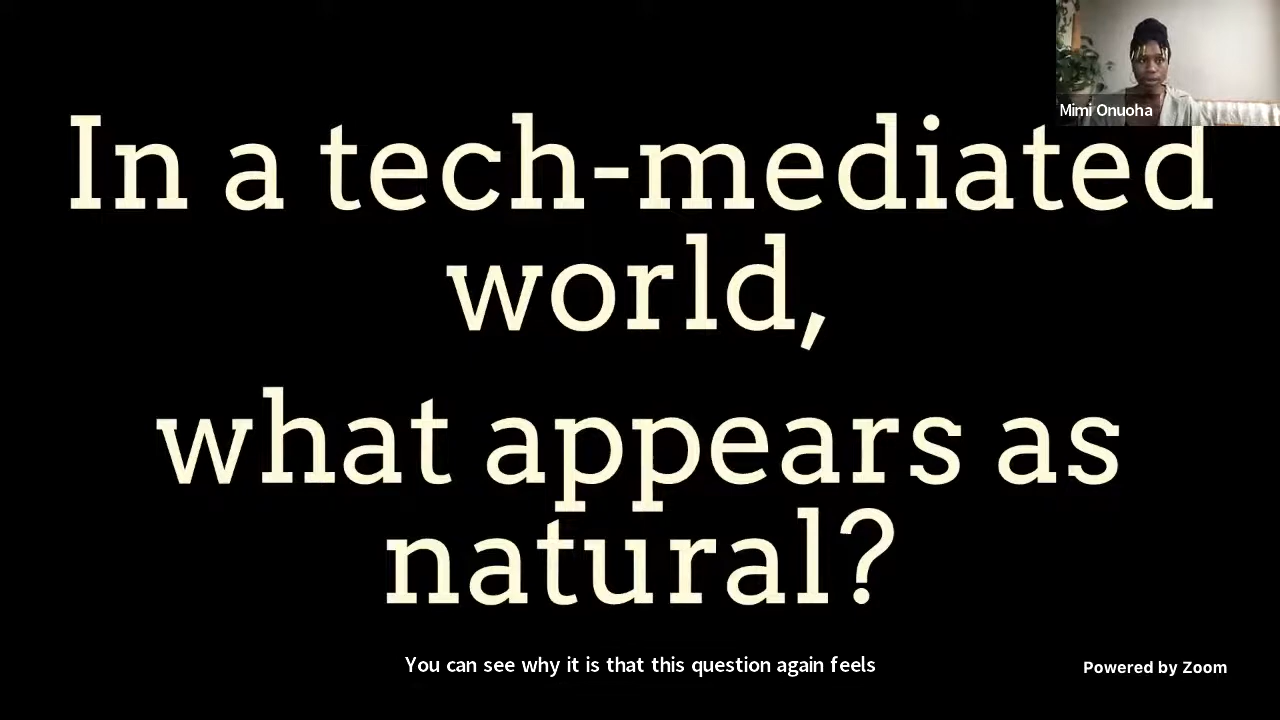 Mimi Onuoha
In a tech-mediated
world,
what appears as
natural?
You can see why it is that this question again feels
Powered by Zoom